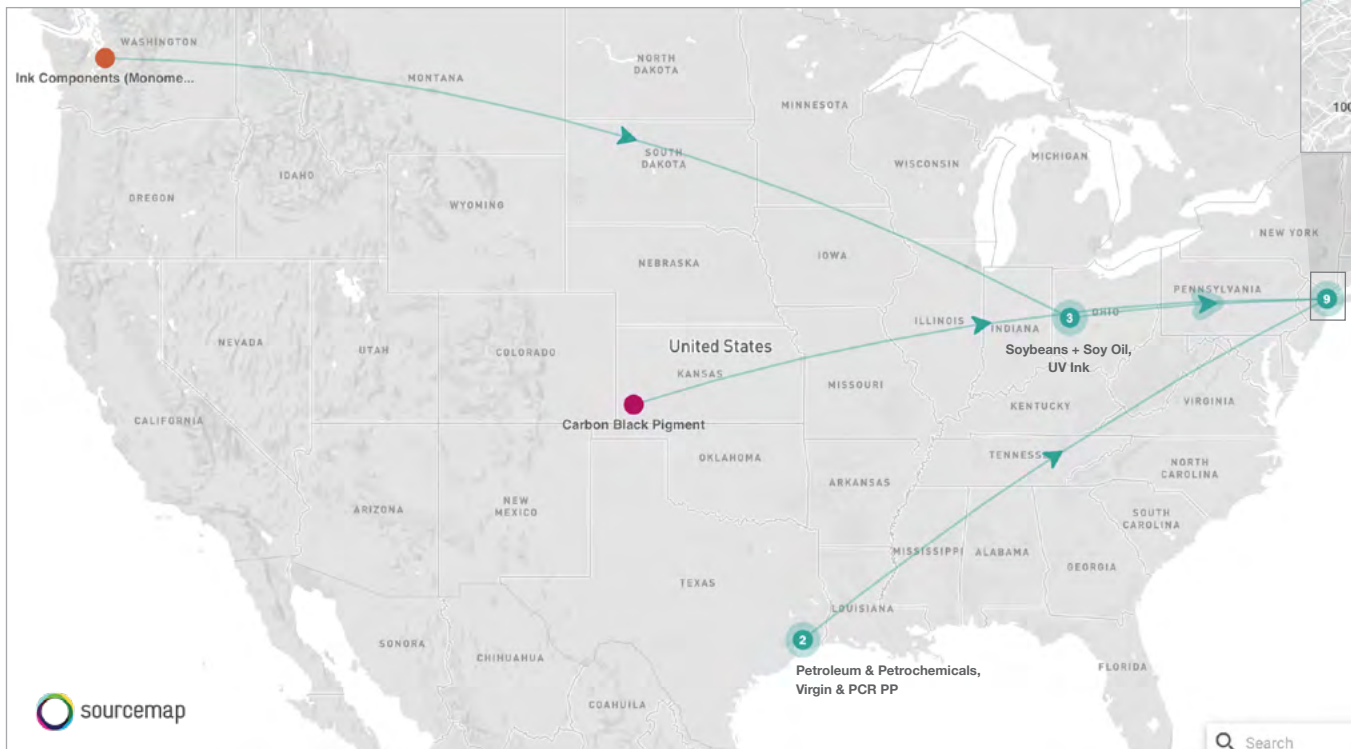 WASHINGTON
Ink Components (Monome...
MONTANA
NORTH
DAKOTA
MINNESOTA
100
SOUTH
DAKOTA
WISCONSIN
MICHIGAN
IDAHO
OREGON
WYOMING
NEW YORK
IOWA
NEBRASKA
PENNSYLVANIA
9
ILLINOIS
INDIANA
3
OHIO
NEVADA
UTAH
COLORADO
United States
KANSAS
Soybeans + Soy Oil,
UV Ink
MISSOURI
KENTUCKY
VIRGINIA
CALIFORNIA
Carbon Black Pigment
OKLAHOMA
TENNESS
NORTH
CAROLINA
ARKANSAS
ARIZONA
NEW
MEXICO
SOUTH
CAROLINA
MISSISSIPPI
ALABAMA
GEORGIA
TEXAS
LOUISIANA
2
SONORA
CHIHUAHUA
FLORIDA
Petroleum & Petrochemicals,
Virgin & PCR PP
COAHUILA
sourcemap
Search